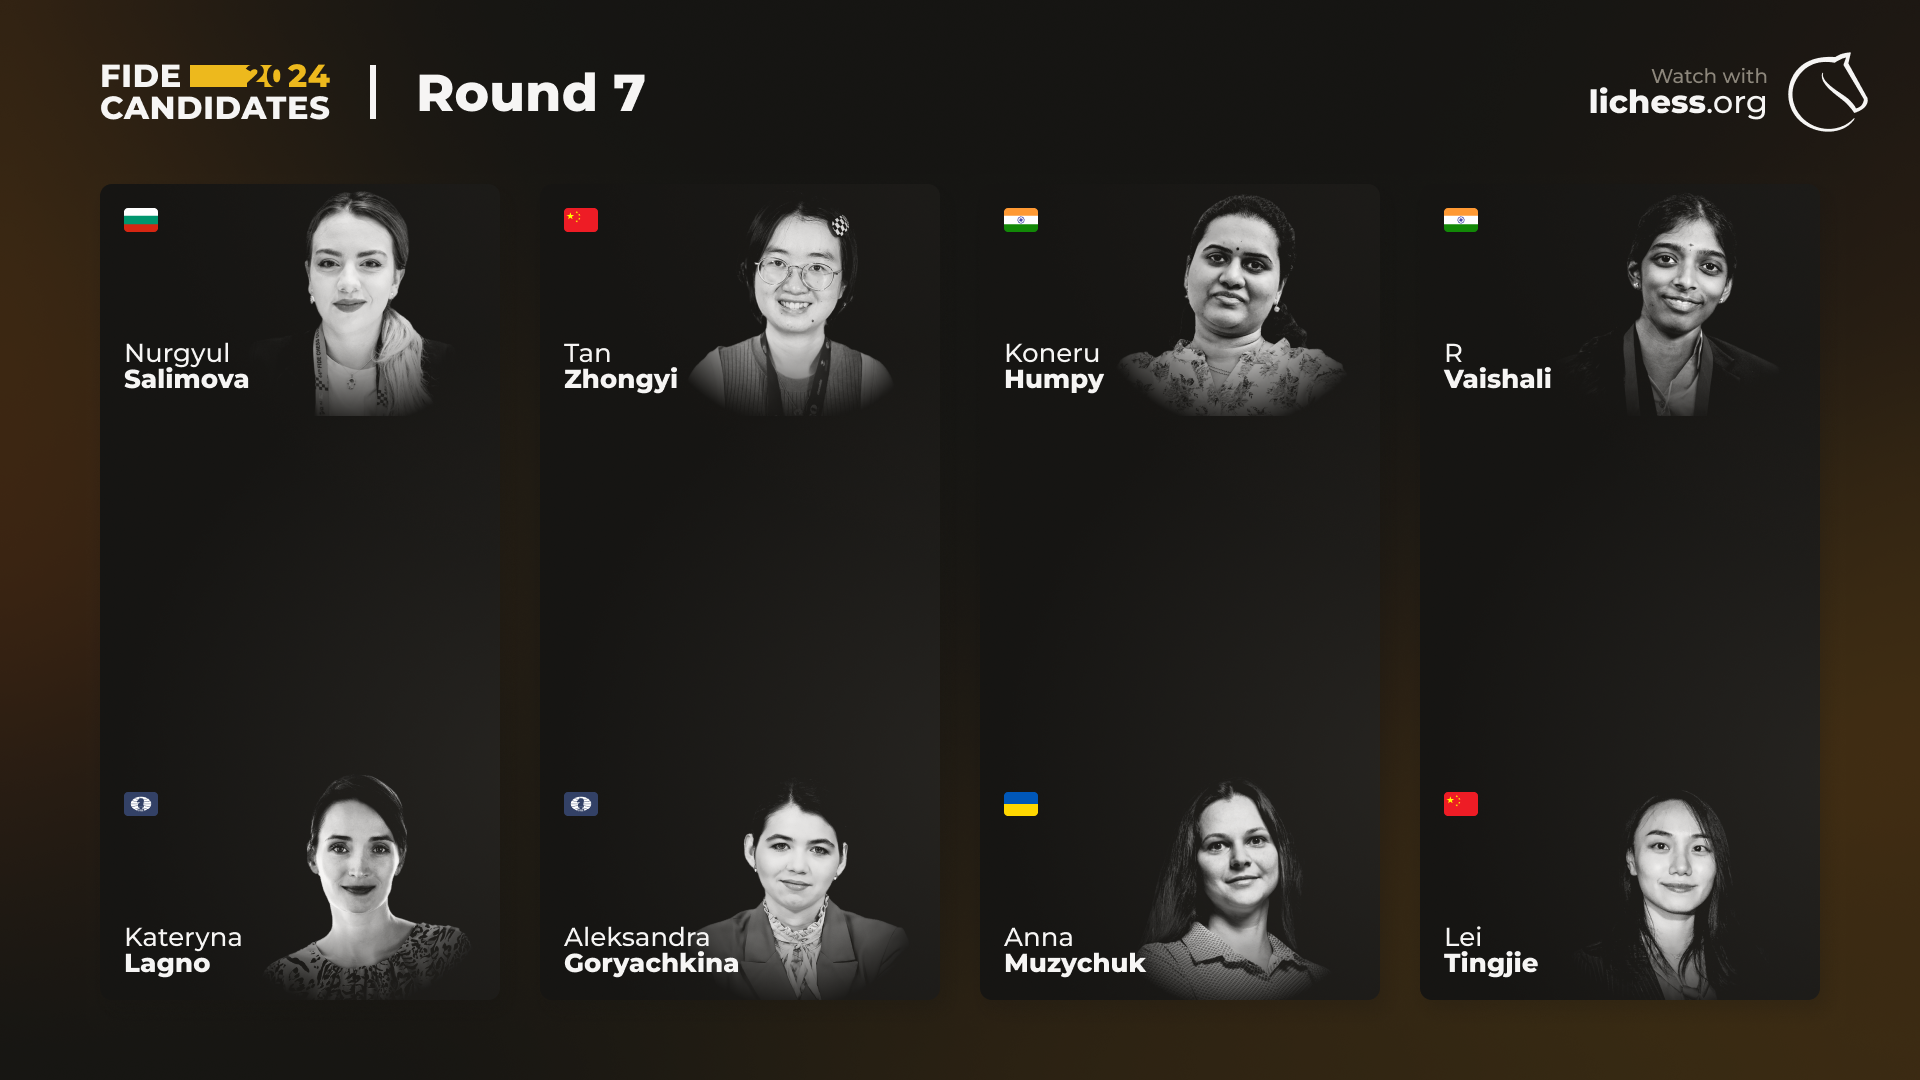 FIDE 2024
CANDIDATES
Round 7
Watch with
lichess.org
Nurgyul
Salimova
Tan
Zhongyi
Koneru
Humpy
R
Vaishali
Kateryna
Lagno
Aleksandra
Goryachkina
Anna
Muzychuk
Lei
Tingjie